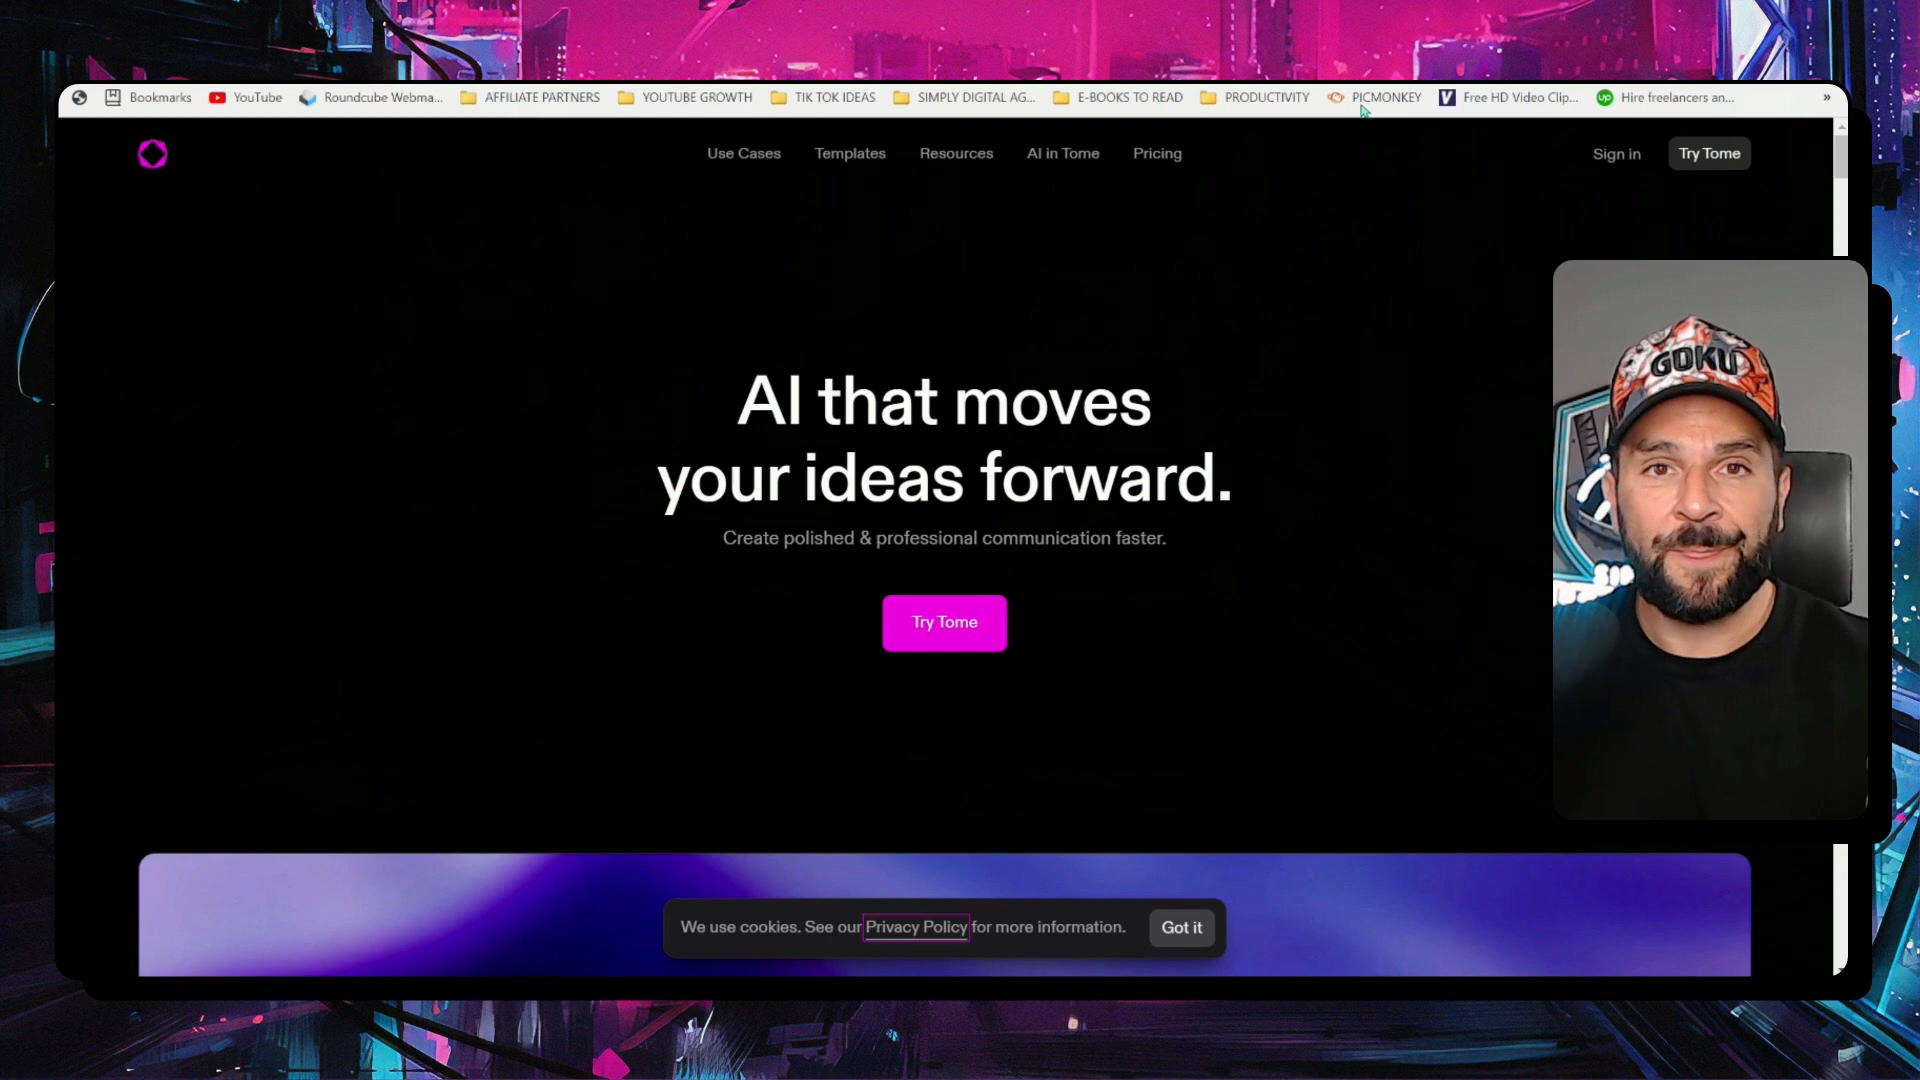 Bookmarks YouTube Roundcube Webma... AFFILIATE PARTNERS YOUTUBE GROWTH TIK TOK IDEAS SIMPLY DIGITAL AG... E-BOOKS TO READ PRODUCTIVITY PICMONKEY Free HD Video Clip... up Hire freelancers an... »
Use Cases Templates Resources AI in Tome Pricing Sign in Try Tome
GOKU
AI that moves
your ideas forward.
Create polished & professional communication faster.
Try Tome
We use cookies. See our Privacy Policy for more information. Got it